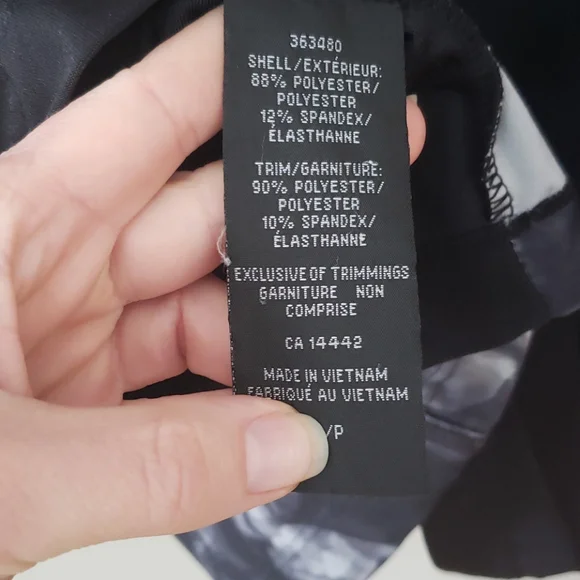 363480
SHELL/EXTÉRIEUR:
88% POLYESTER/
POLYESTER
12% SPANDEX/
ÉLASTHANNE
TRIM/GARNITURE:
90% POLYESTER/
POLYESTER
10% SPANDEX/
ÉLASTHANNE
EXCLUSIVE OF TRIMMINGS
GARNITURE NON
COMPRISE
CA 14442
MADE IN VIETNAM
FABRIQUÉ AU VIETNAM
/P